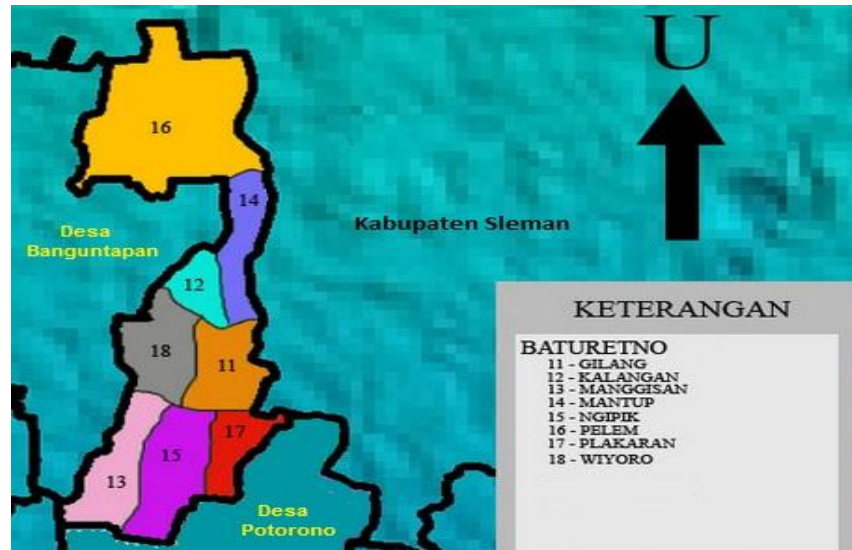 U
16
14
Desa
Banguntapan
Kabupaten Sleman
12
18
11
17
15
13
Desa
Potorono
KETERANGAN
BATURETNO
11 - GILANG
12 - KALANGAN
13 - MANGGISAN
14 - MANTUP
15 - NGIPIK
16 - PELEM
17 - PLAKARAN
18 - WIYORO